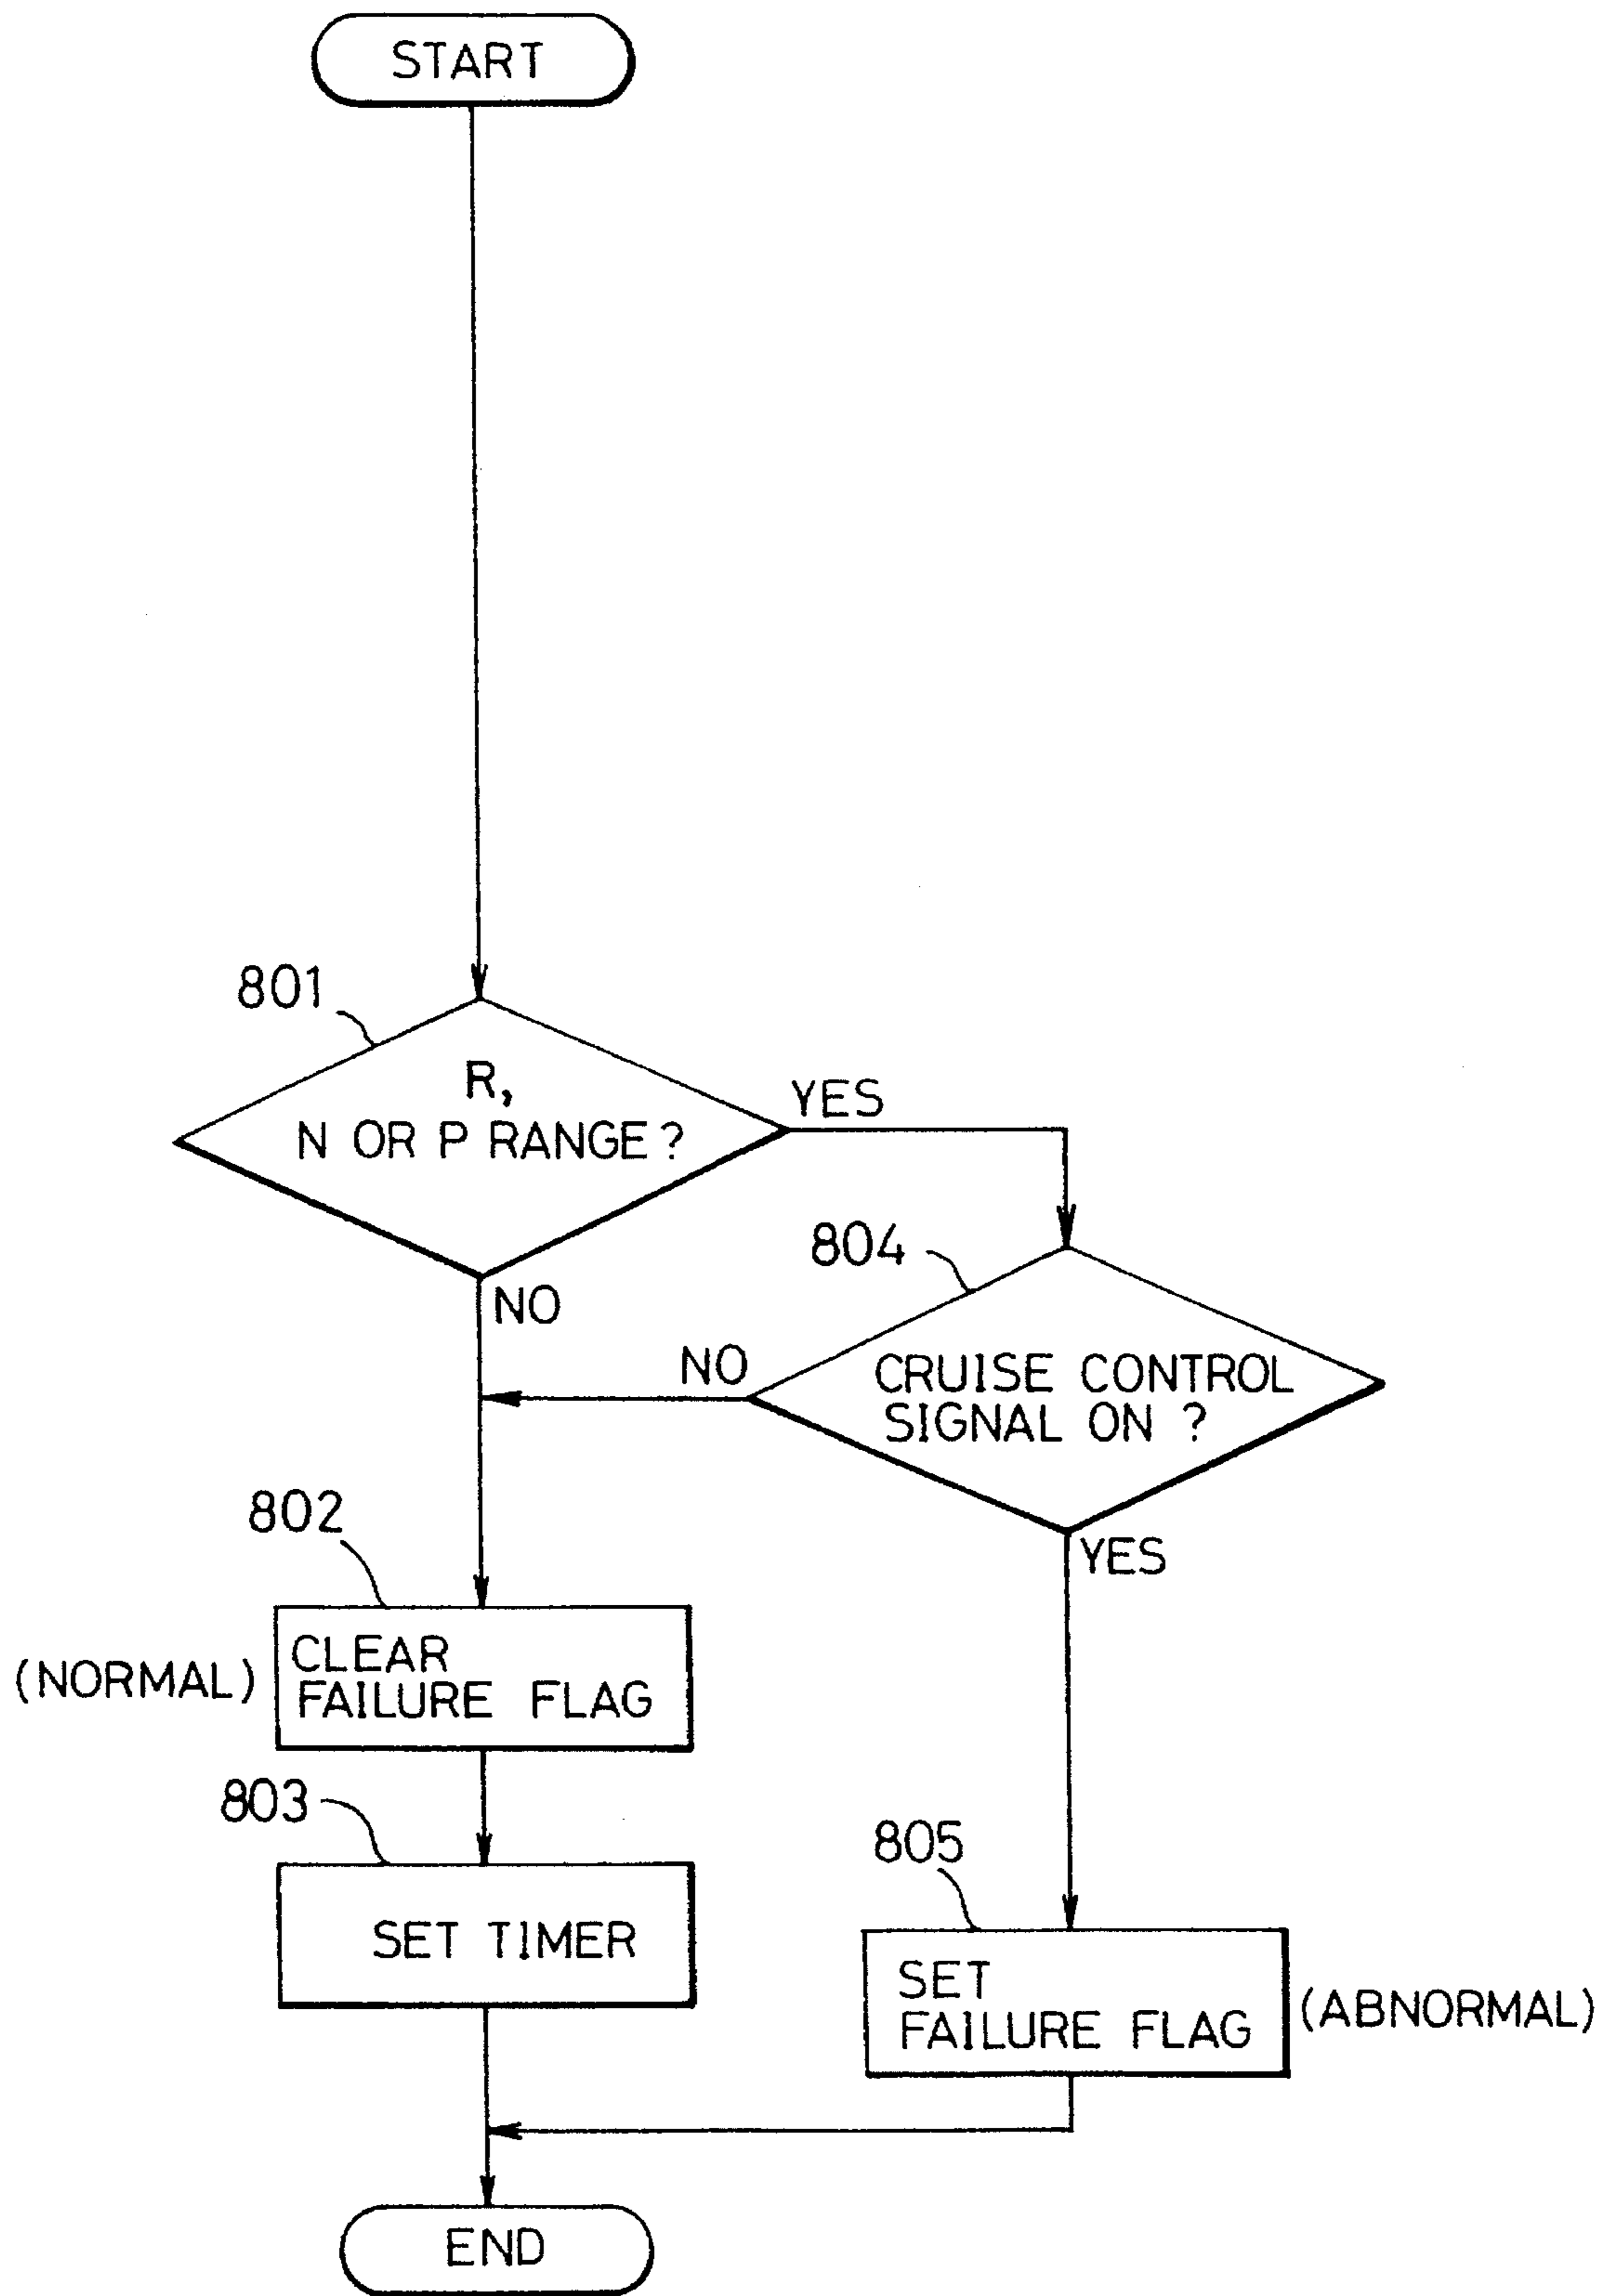 START
801
R,
N OR P RANGE?
YES
NO
804
NO
CRUISE CONTROL
SIGNAL ON ?
YES
802
(NORMAL)
CLEAR
FAILURE FLAG
803
SET TIMER
805
SET
FAILURE FLAG
(ABNORMAL)
END